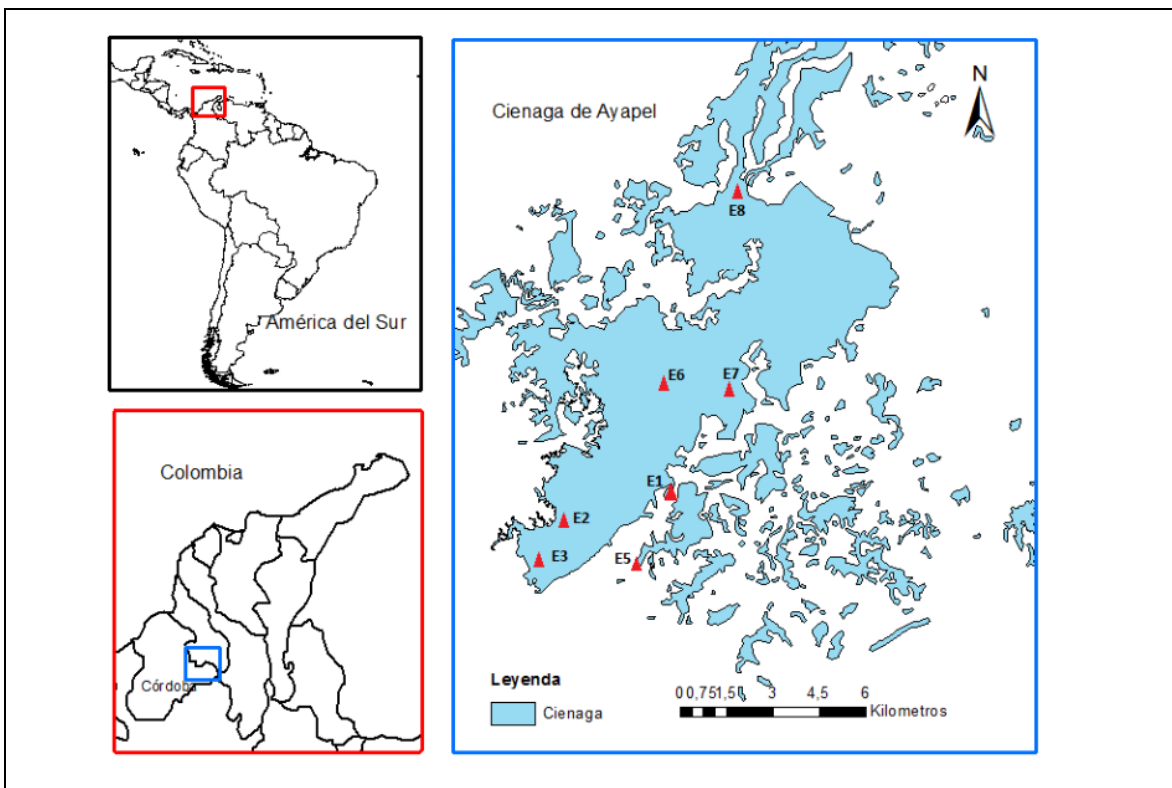 América del Sur
Colombia
Córdoba
Cienaga de Ayapel
N
E8
E6
E7
E1
E2
E3
E5
Leyenda
Cienaga
0 0,75 1,5 3 4,5 6
Kilometros